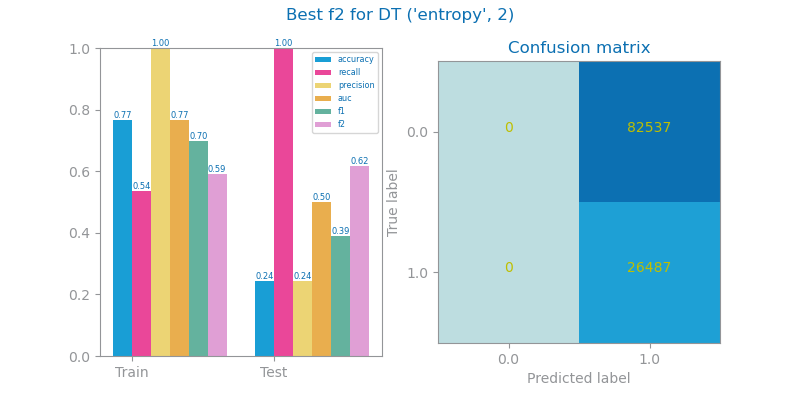 Best f2 for DT ('entropy', 2)
1.0
0.8
0.6
0.4
0.2
0.0
0.77
0.54
1.00
0.77
0.70
0.59
0.24
1.00
0.24
0.50
0.39
0.62
accuracy
recall
precision
auc
f1
f2
Train
Test
Confusion matrix
True label
0.0
1.0
0
82537
0
26487
0.0
1.0
Predicted label